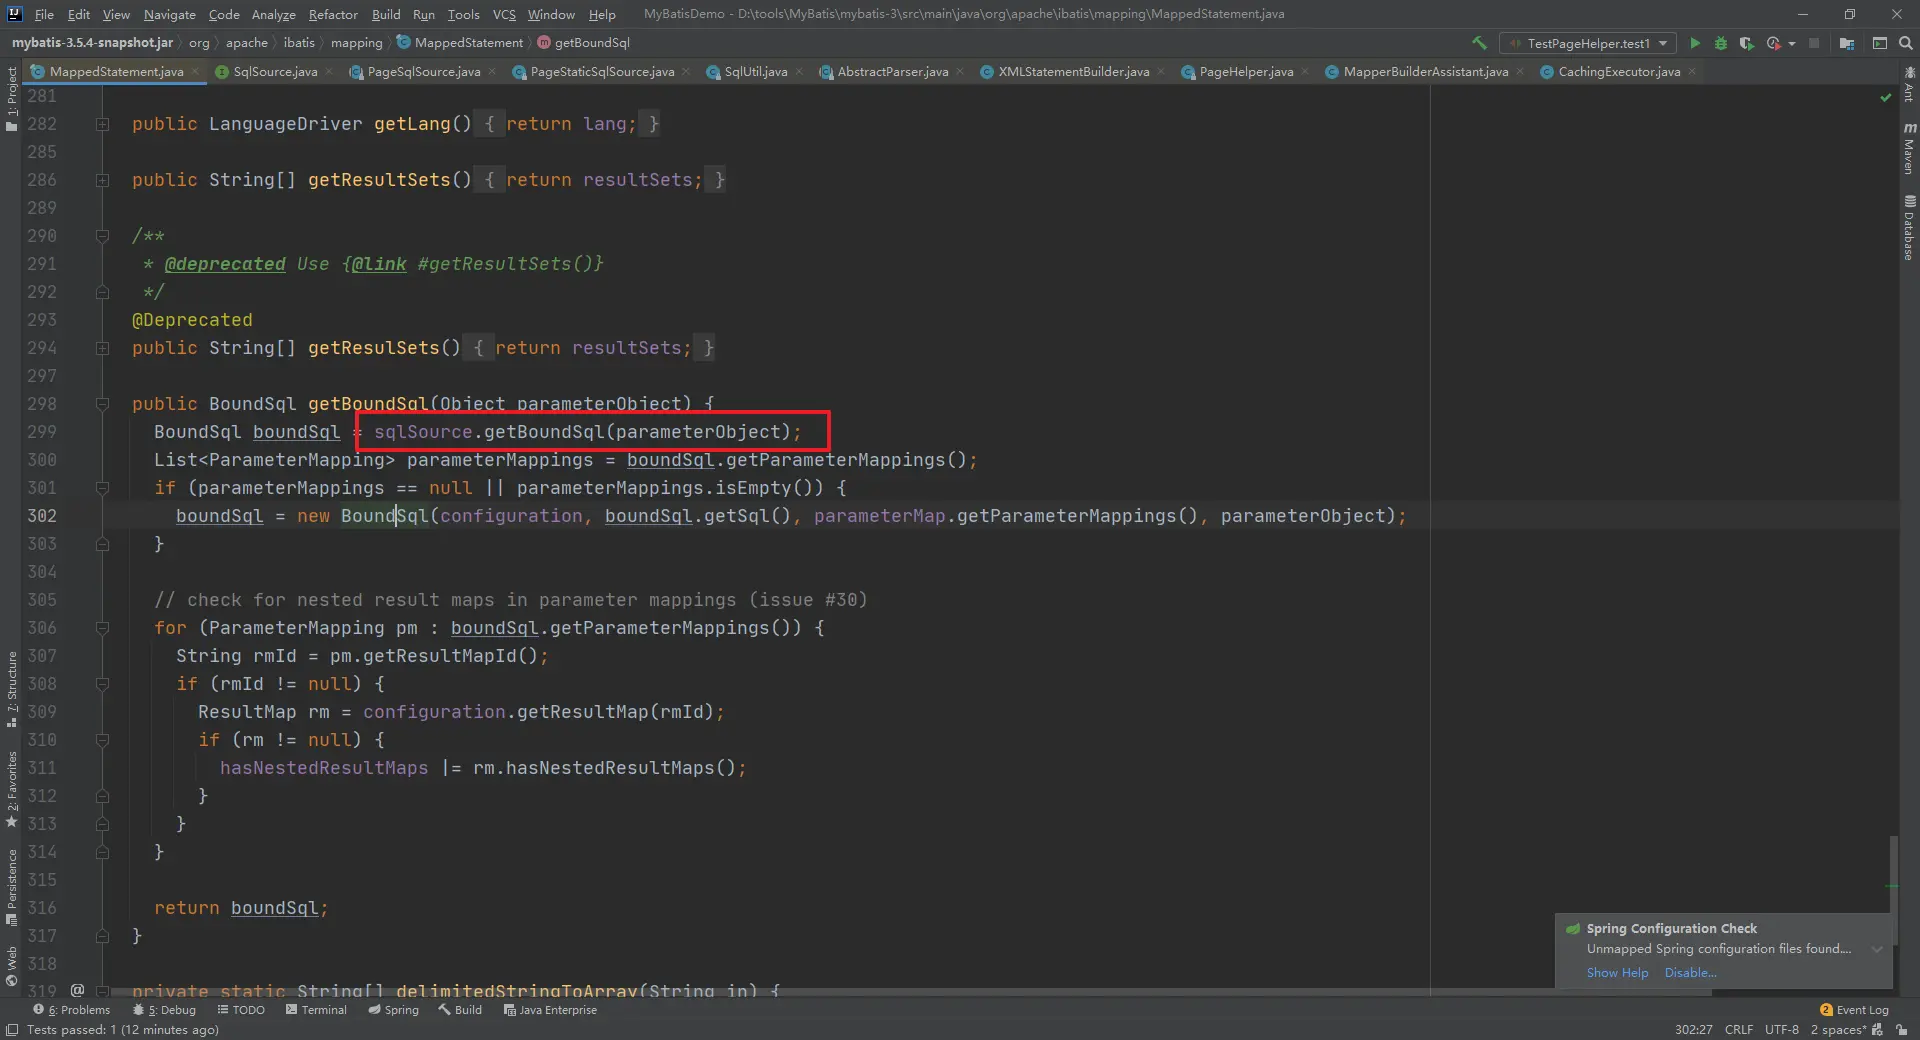 File Edit View Navigate Code Analyze Refactor Build Run Tools VCS Window Help MyBatisDemo - D:\tools\MyBatis\mybatis-3\src\main\java\org\apache\ibatis\mapping\MappedStatement.java
mybatis-3.5.4-snapshot.jar org apache ibatis mapping MappedStatement getBoundSql TestPageHelper.test1
MappedStatement.java SqlSource.java PageSqlSource.java PageStaticSqlSource.java SqlUtil.java AbstractParser.java XMLStatementBuilder.java PageHelper.java MapperBuilderAssistant.java CachingExecutor.java
1: Project
7: Structure
2: Favorites
Persistence
Web
Ant
Maven
Database
281
282 public LanguageDriver getLang() { return lang; }
285
286 public String[] getResultSets() { return resultSets; }
289
290 /**
291 * @deprecated Use {@link #getResultSets()}
292 */
293 @Deprecated
294 public String[] getResulSets() { return resultSets; }
297
298 public BoundSql getBoundSql(Object parameterObject) {
299 BoundSql boundSql = sqlSource.getBoundSql(parameterObject);
300 List<ParameterMapping> parameterMappings = boundSql.getParameterMappings();
301 if (parameterMappings == null || parameterMappings.isEmpty()) {
302 boundSql = new BoundSql(configuration, boundSql.getSql(), parameterMap.getParameterMappings(), parameterObject);
303 }
304
305 // check for nested result maps in parameter mappings (issue #30)
306 for (ParameterMapping pm : boundSql.getParameterMappings()) {
307 String rmId = pm.getResultMapId();
308 if (rmId != null) {
309 ResultMap rm = configuration.getResultMap(rmId);
310 if (rm != null) {
311 hasNestedResultMaps |= rm.hasNestedResultMaps();
312 }
313 }
314 }
315
316 return boundSql;
317 }
318
319 @ private static String[] delimitedStringToArray(String in) {
Spring Configuration Check
Unmapped Spring configuration files found....
Show Help Disable...
6: Problems 5: Debug TODO Terminal Spring Build Java Enterprise 2 Event Log
Tests passed: 1 (12 minutes ago) 302:27 CRLF UTF-8 2 spaces*